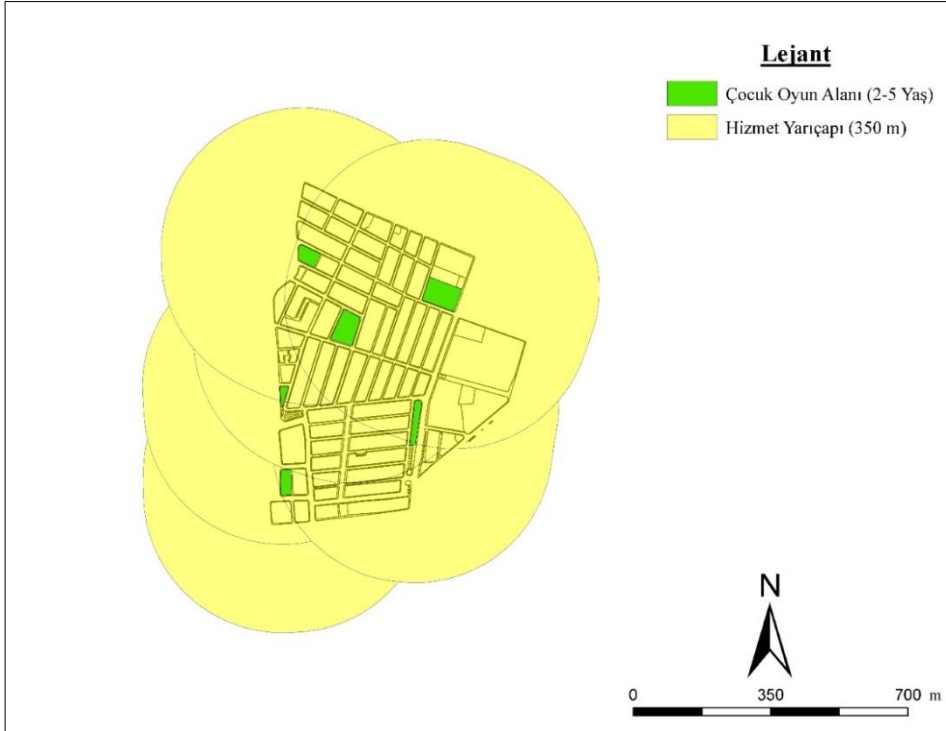 Lejant
Çocuk Oyun Alanı (2-5 Yaş)
Hizmet Yarıçapı (350 m)
N
0 350 700 m